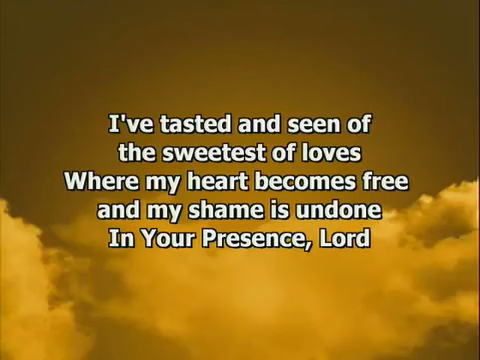 I've tasted and seen of
the sweetest of loves
Where my heart becomes free
and my shame is undone
In Your Presence, Lord